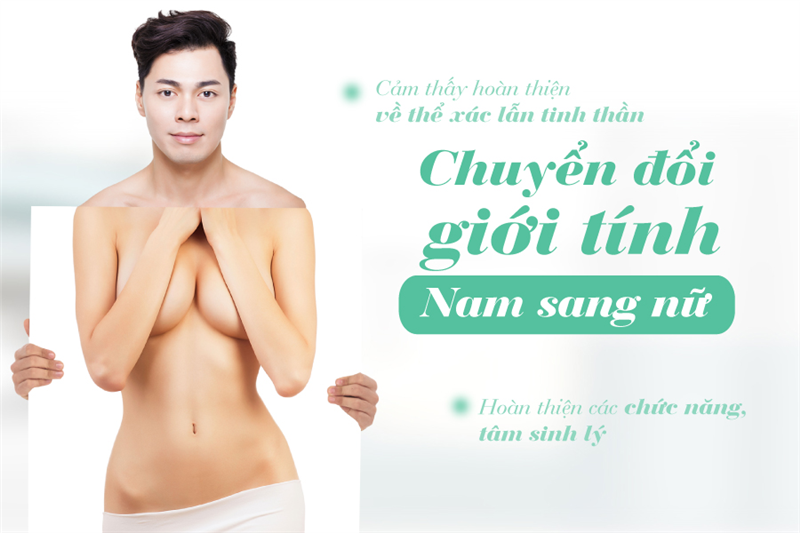 Cảm thấy hoàn thiện
về thể xác lẫn tinh thần
Chuyển đổi
giới tính
Nam sang nữ
Hoàn thiện các chức năng,
tâm sinh lý